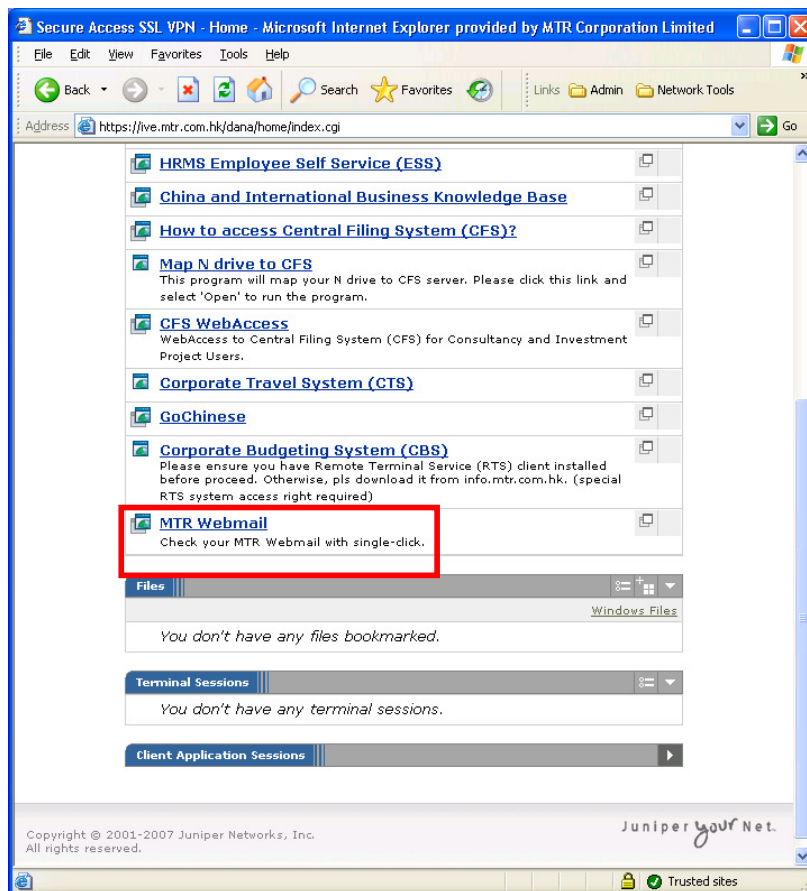 Secure Access SSL VPN - Home - Microsoft Internet Explorer provided by MTR Corporation Limited
File Edit View Favorites Tools Help
Back Search Favorites Links Admin Network Tools »
Address https://ive.mtr.com.hk/dana/home/index.cgi Go
HRMS Employee Self Service (ESS)
China and International Business Knowledge Base
How to access Central Filing System (CFS)?
Map N drive to CFS
This program will map your N drive to CFS server. Please click this link and
select 'Open' to run the program.
CFS WebAccess
WebAccess to Central Filing System (CFS) for Consultancy and Investment
Project Users.
Corporate Travel System (CTS)
GoChinese
Corporate Budgeting System (CBS)
Please ensure you have Remote Terminal Service (RTS) client installed
before proceed. Otherwise, pls download it from info.mtr.com.hk. (special
RTS system access right required)
MTR Webmail
Check your MTR Webmail with single-click.
Files
Windows Files
You don't have any files bookmarked.
Terminal Sessions
You don't have any terminal sessions.
Client Application Sessions
Copyright © 2001-2007 Juniper Networks, Inc.
All rights reserved.
Juniper your Net.
Trusted sites